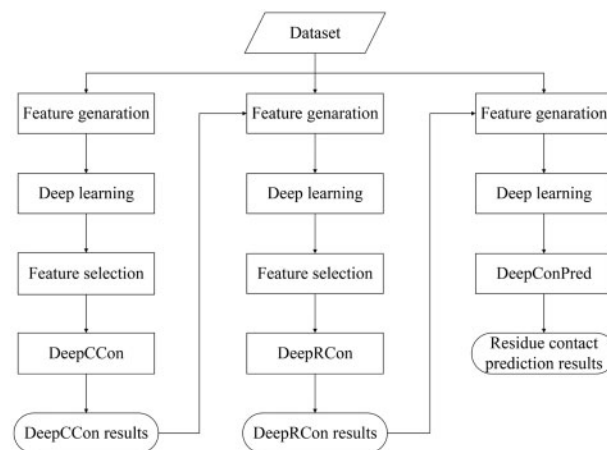 Dataset
Feature genaration
Feature genaration
Feature genaration
Deep learning
Deep learning
Deep learning
Feature selection
Feature selection
DeepConPred
DeepCCon
DeepRCon
Residue contact
prediction results
DeepCCon results
DeepRCon results